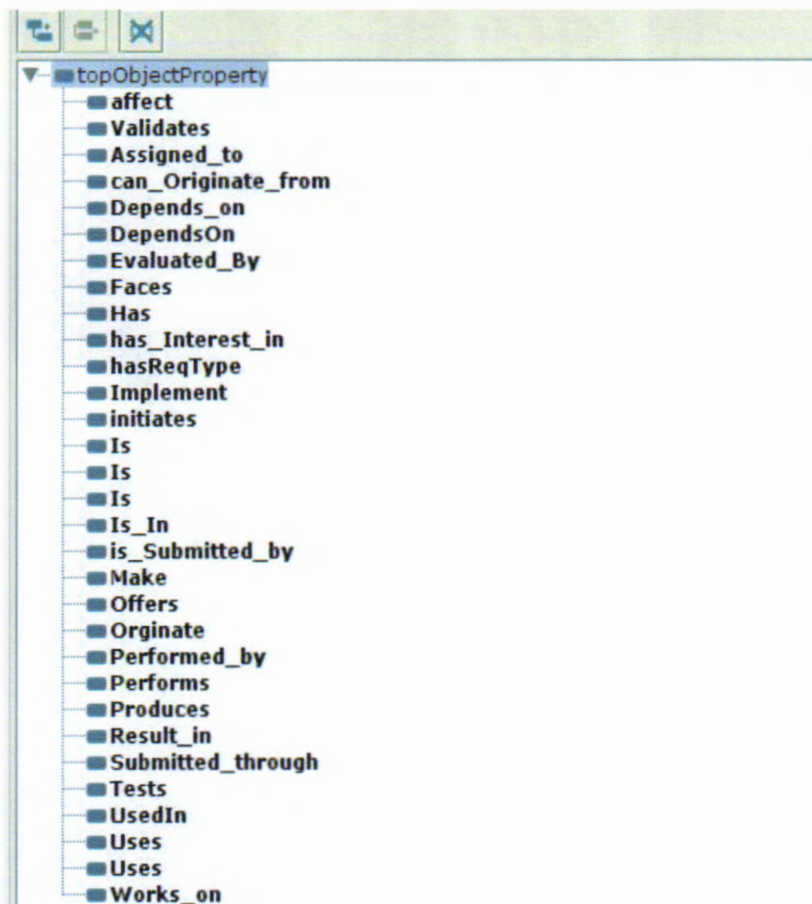 topObjectProperty
affect
Validates
Assigned_to
can_Originate_from
Depends_on
DependsOn
Evaluated_By
Faces
Has
has_Interest_in
hasReqType
Implement
initiates
Is
Is
Is
Is_In
is_Submitted_by
Make
Offers
Orginate
Performed_by
Performs
Produces
Result_in
Submitted_through
Tests
UsedIn
Uses
Uses
Works_on